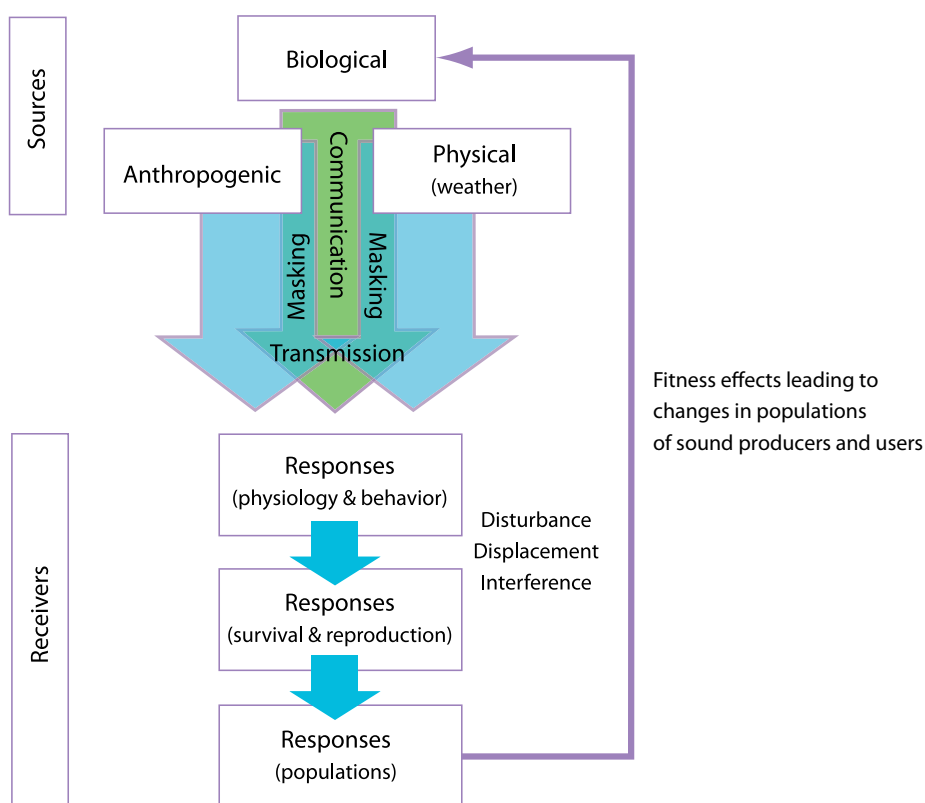 Sources
Biological
Anthropogenic
Physical
(weather)
Communication
Masking
Masking
Transmission
Fitness effects leading to
changes in populations
of sound producers and users
Receivers
Responses
(physiology & behavior)
Disturbance
Displacement
Interference
Responses
(survival & reproduction)
Responses
(populations)